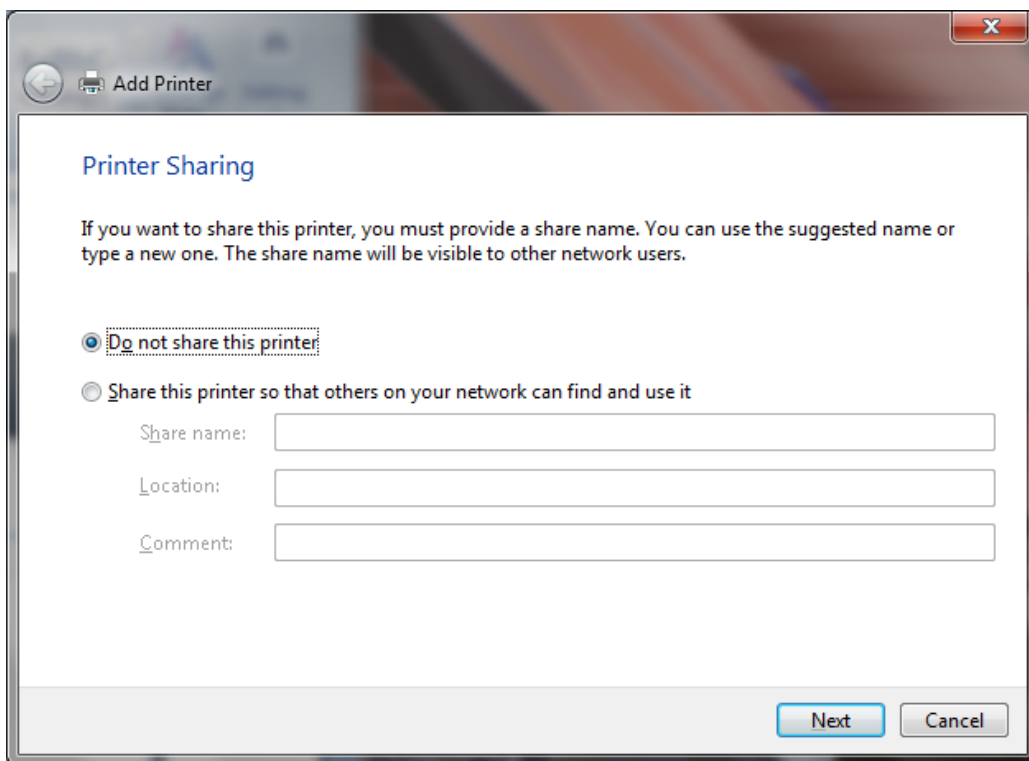 Add Printer
Printer Sharing
If you want to share this printer, you must provide a share name. You can use the suggested name or
type a new one. The share name will be visible to other network users.
Do not share this printer
Share this printer so that others on your network can find and use it
Share name:
Location:
Comment:
Next
Cancel